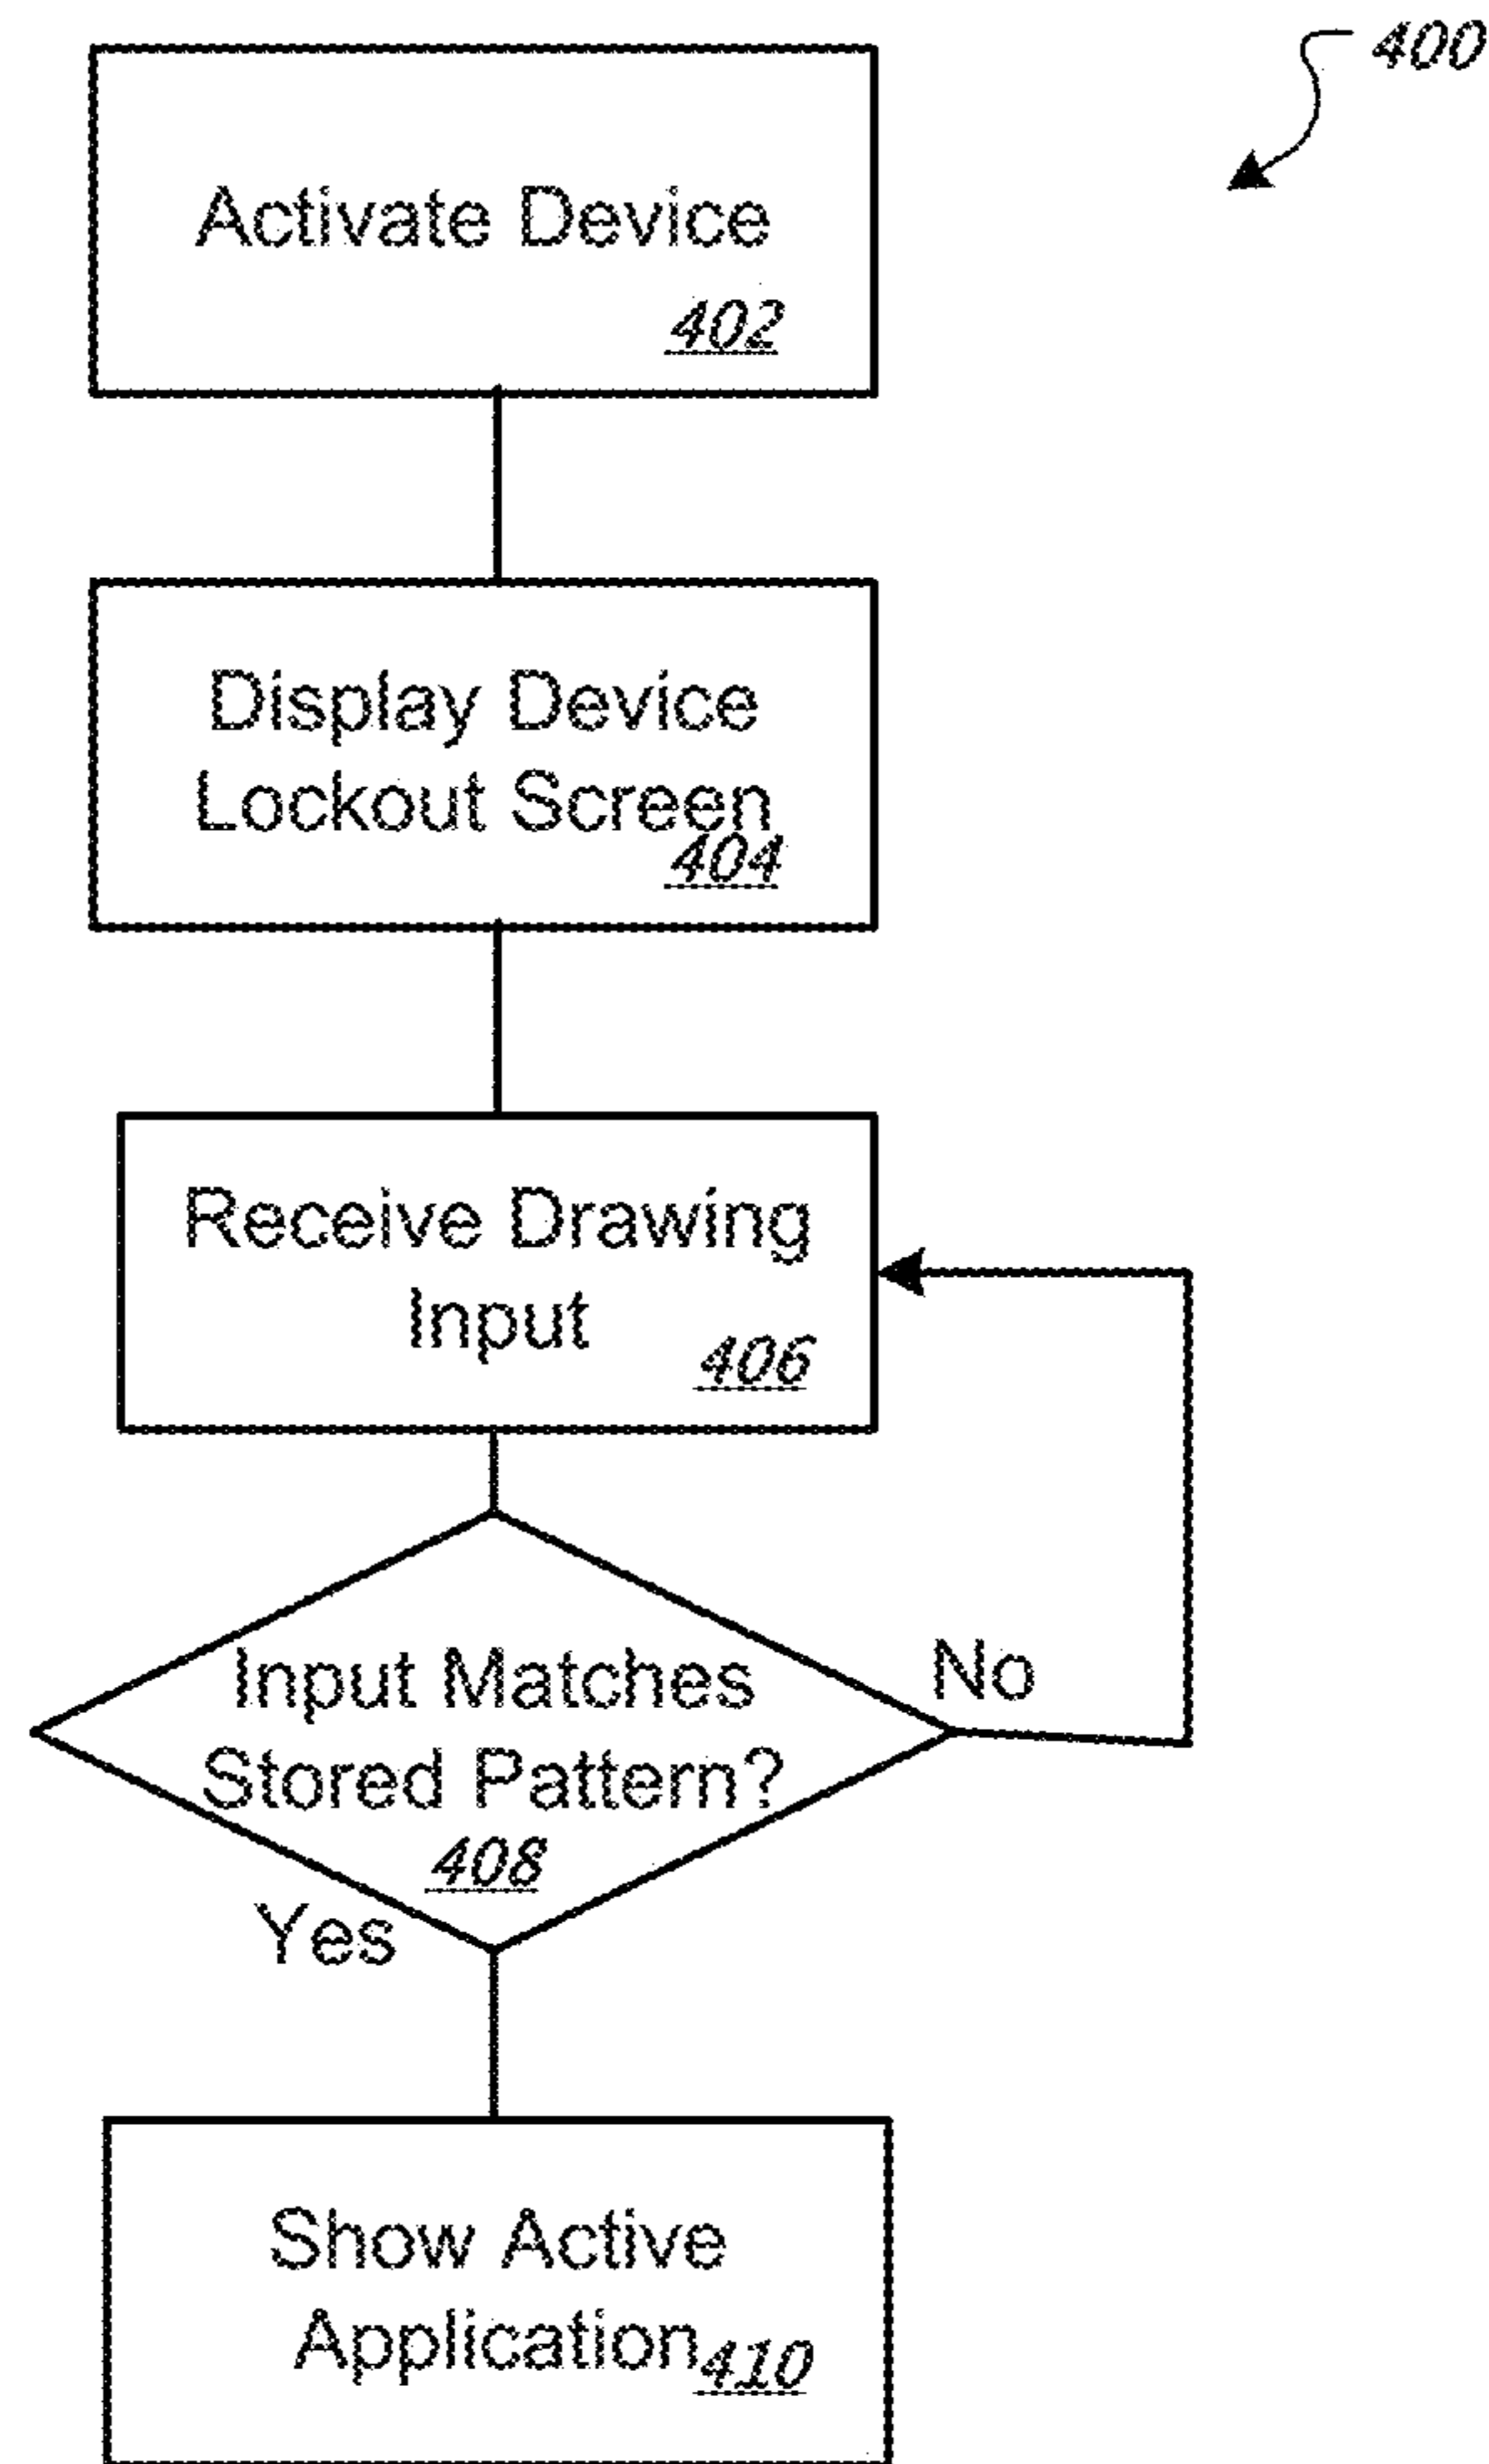 400
Activate Device
402
Display Device
Lockout Screen
404
Receive Drawing
Input
406
Input Matches
Stored Pattern?
408
No
Yes
Show Active
Application
410